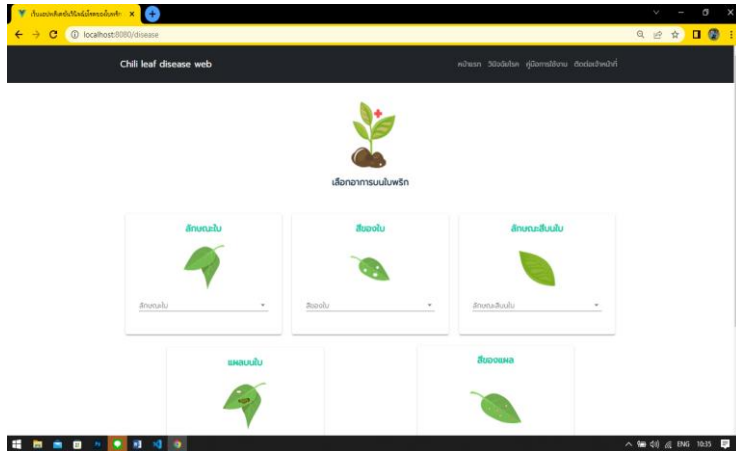 localhost:8080/disease
Chili leaf disease web
หน้าแรก วินิจฉัยโรค คู่มือการใช้งาน ติดต่อเจ้าหน้าที่
เลือกอาการบนใบพริก
ลักษณะใบ สีของใบ ลักษณะสีบนใบ
ลักษณะใบ สีของใบ ลักษณะสีบนใบ
แผลบนใบ สีของแผล
ENG 10:35